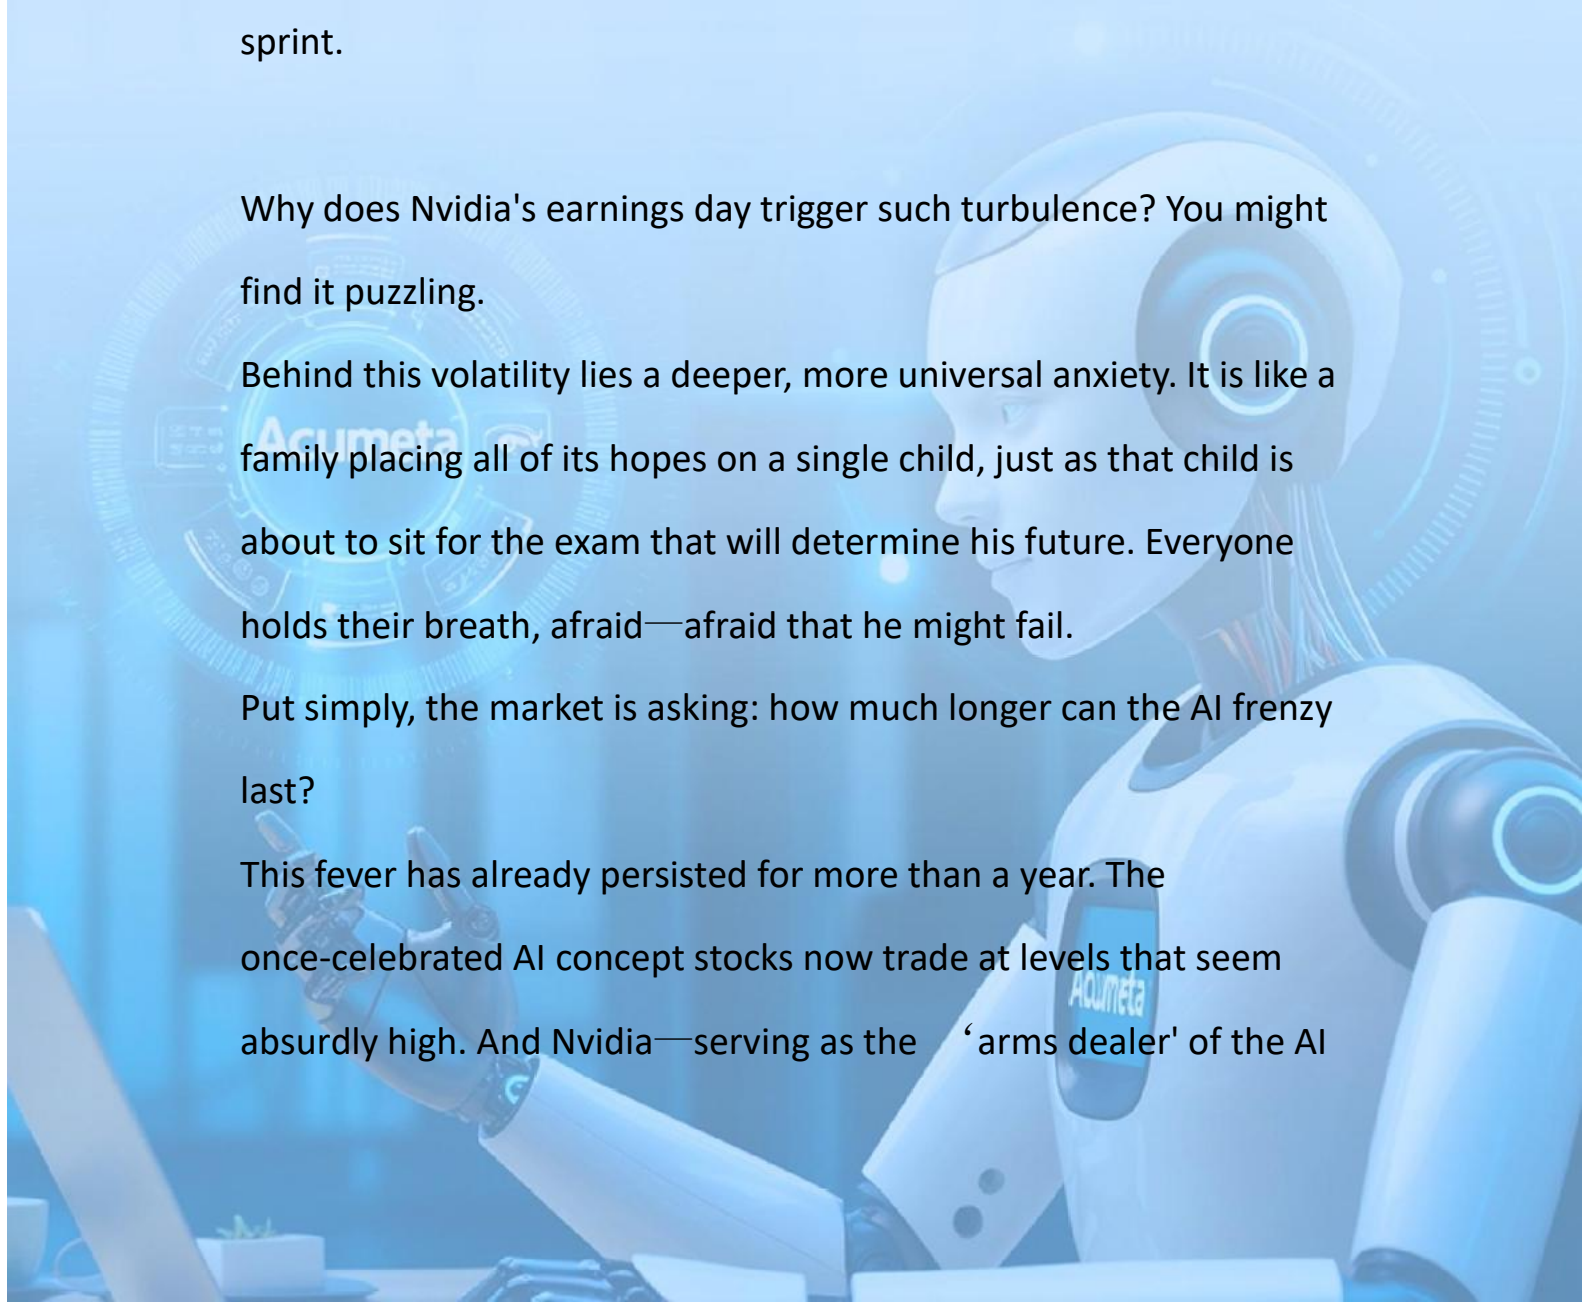 sprint.
Why does Nvidia's earnings day trigger such turbulence? You might
find it puzzling.
Behind this volatility lies a deeper, more universal anxiety. It is like a
Acumeta
family placing all of its hopes on a single child, just as that child is
about to sit for the exam that will determine his future. Everyone
holds their breath, afraid—afraid that he might fail.
Put simply, the market is asking: how much longer can the AI frenzy
last?
This fever has already persisted for more than a year. The
once-celebrated AI concept stocks now trade at levels that seem
Acumeta
absurdly high. And Nvidia—serving as the ‘arms dealer' of the AI